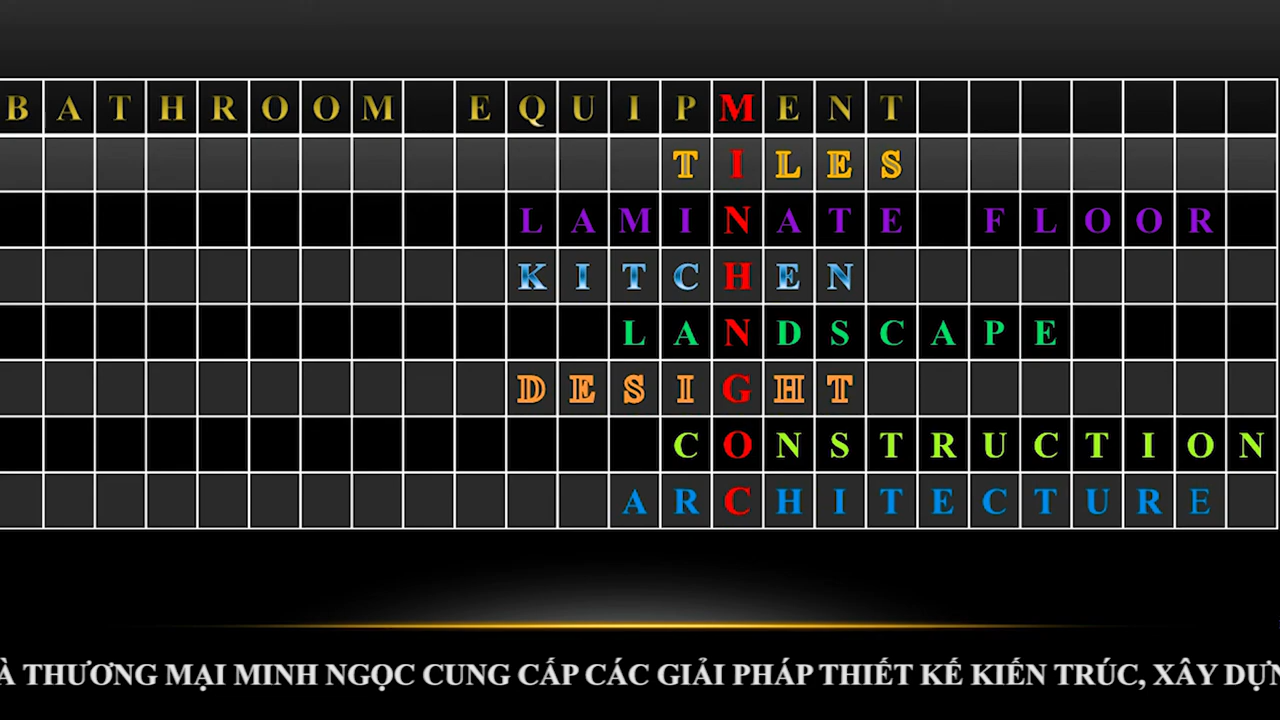 BATHROOM EQUIPMENT
TILES
LAMINATE FLOOR
KITCHEN
LANDSCAPE
DESIGHT
CONSTRUCTION
ARCHITECTURE
À THƯƠNG MẠI MINH NGỌC CUNG CẤP CÁC GIẢI PHÁP THIẾT KẾ KIẾN TRÚC, XÂY DỰN